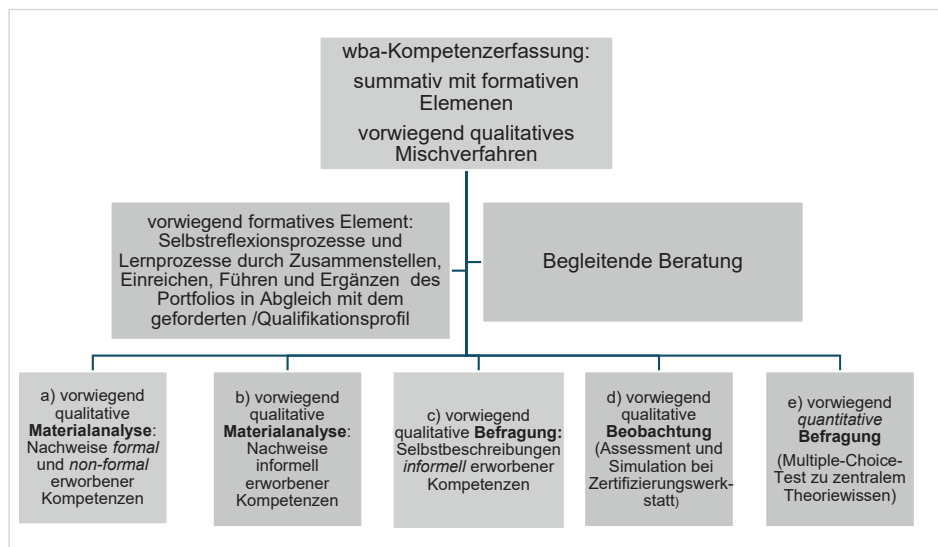 wba-Kompetenzerfassung:
summativ mit formativen
Elemenen
vorwiegend qualitatives
Mischverfahren
vorwiegend formatives Element:
Selbstreflexionsprozesse und
Lernprozesse durch Zusammenstellen,
Einreichen, Führen und Ergänzen des
Portfolios in Abgleich mit dem
geforderten /Qualifikationsprofil
Begleitende Beratung
a) vorwiegend
qualitative
Materialanalyse:
Nachweise formal
und non-formal
erworbener
Kompetenzen
b) vorwiegend
qualitative
Materialanalyse:
Nachweise
informell
erworbener
Kompetenzen
c) vorwiegend
qualitative Befragung:
Selbstbeschreibungen
informell erworbener
Kompetenzen
d) vorwiegend
qualitative
Beobachtung
(Assessment und
Simulation bei
Zertifizierungwerk-
statt)
e) vorwiegend
quantitative
Befragung
(Multiple-Choice-
Test zu zentralem
Theoriewissen)